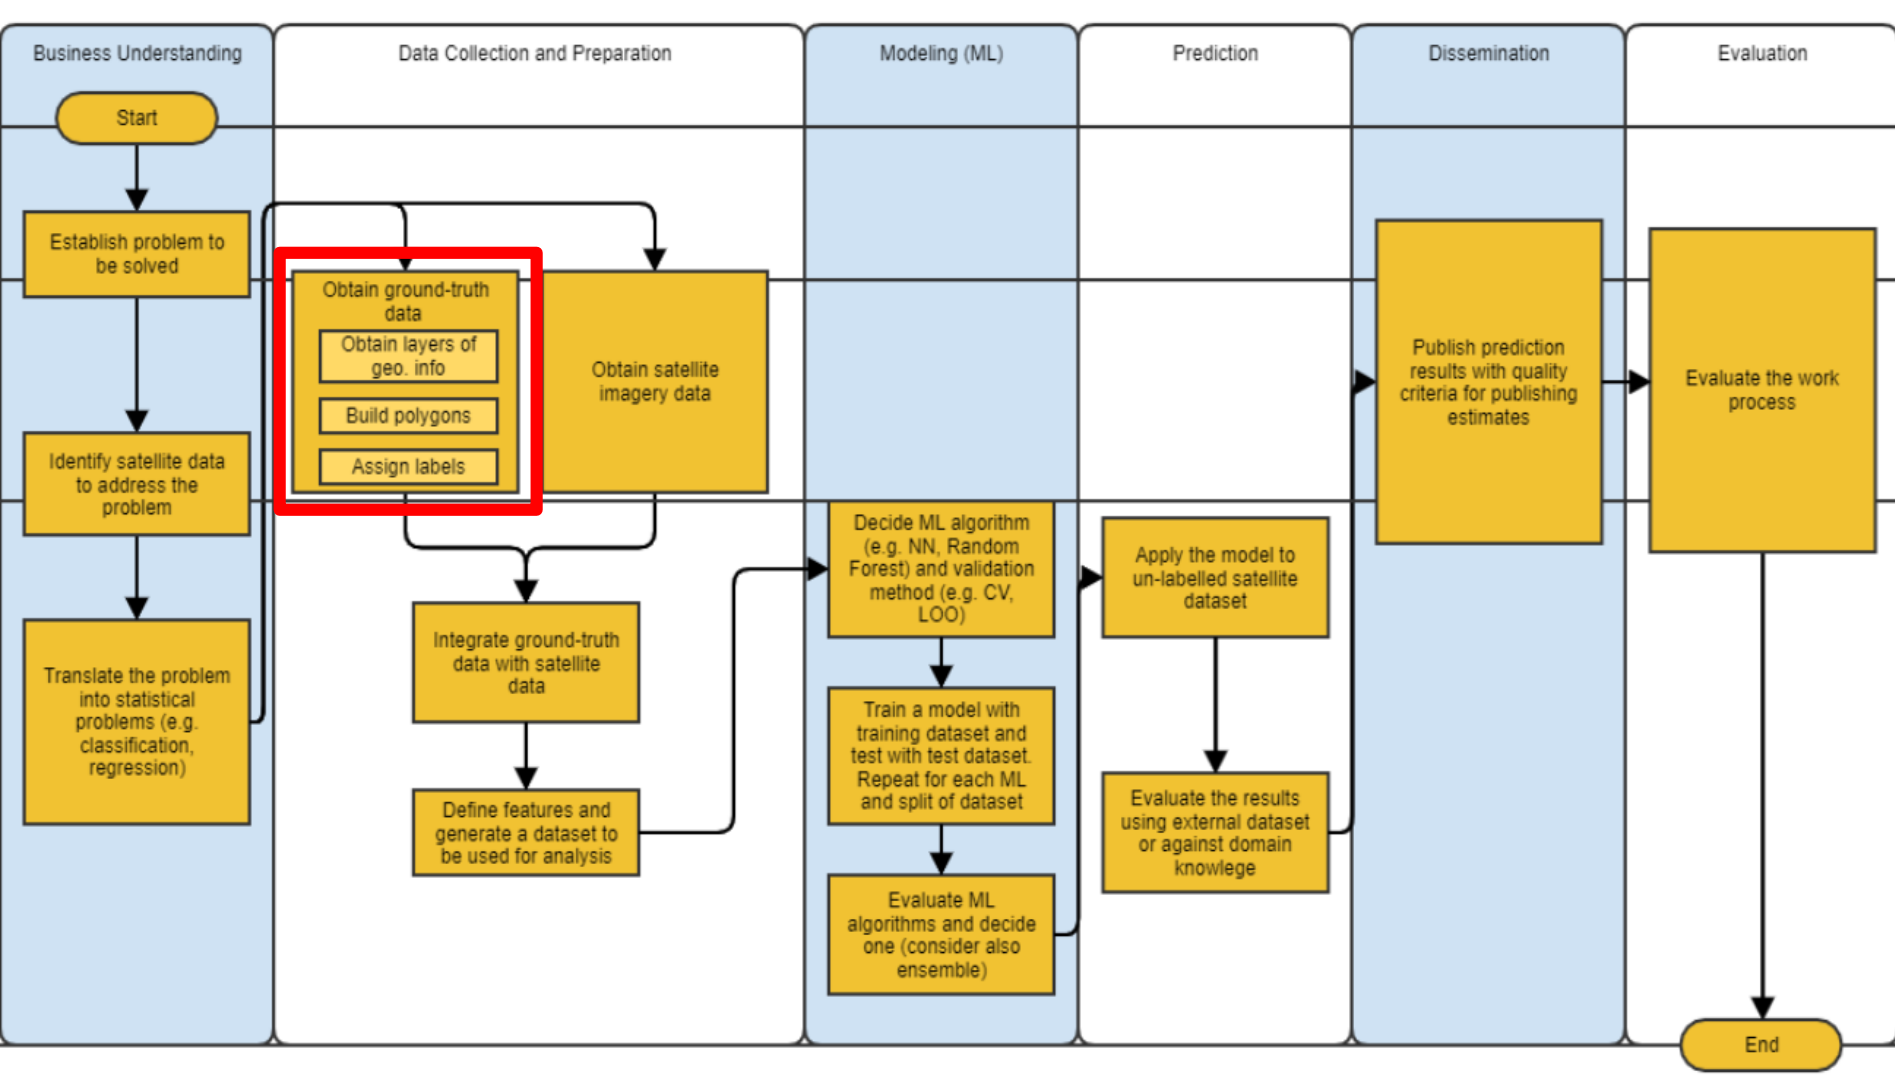 Business Understanding
Data Collection and Preparation
Modeling (ML)
Prediction
Dissemination
Evaluation
Start
Establish problem to
be solved
Identify satellite data
to address the
problem
Translate the problem
into statistical
problems (e.g.
classification,
regression)
Obtain ground-truth
data
Obtain layers of
geo. info
Build polygons
Assign labels
Obtain satellite
imagery data
Integrate ground-truth
data with satellite
data
Define features and
generate a dataset to
be used for analysis
Decide ML algorithm
(e.g. NN, Random
Forest) and validation
method (e.g. CV,
LOO)
Train a model with
training dataset and
test with test dataset.
Repeat for each ML
and split of dataset
Evaluate ML
algorithms and decide
one (consider also
ensemble)
Apply the model to
un-labelled satellite
dataset
Evaluate the results
using external dataset
or against domain
knowlege
Publish prediction
results with quality
criteria for publishing
estimates
Evaluate the work
process
End